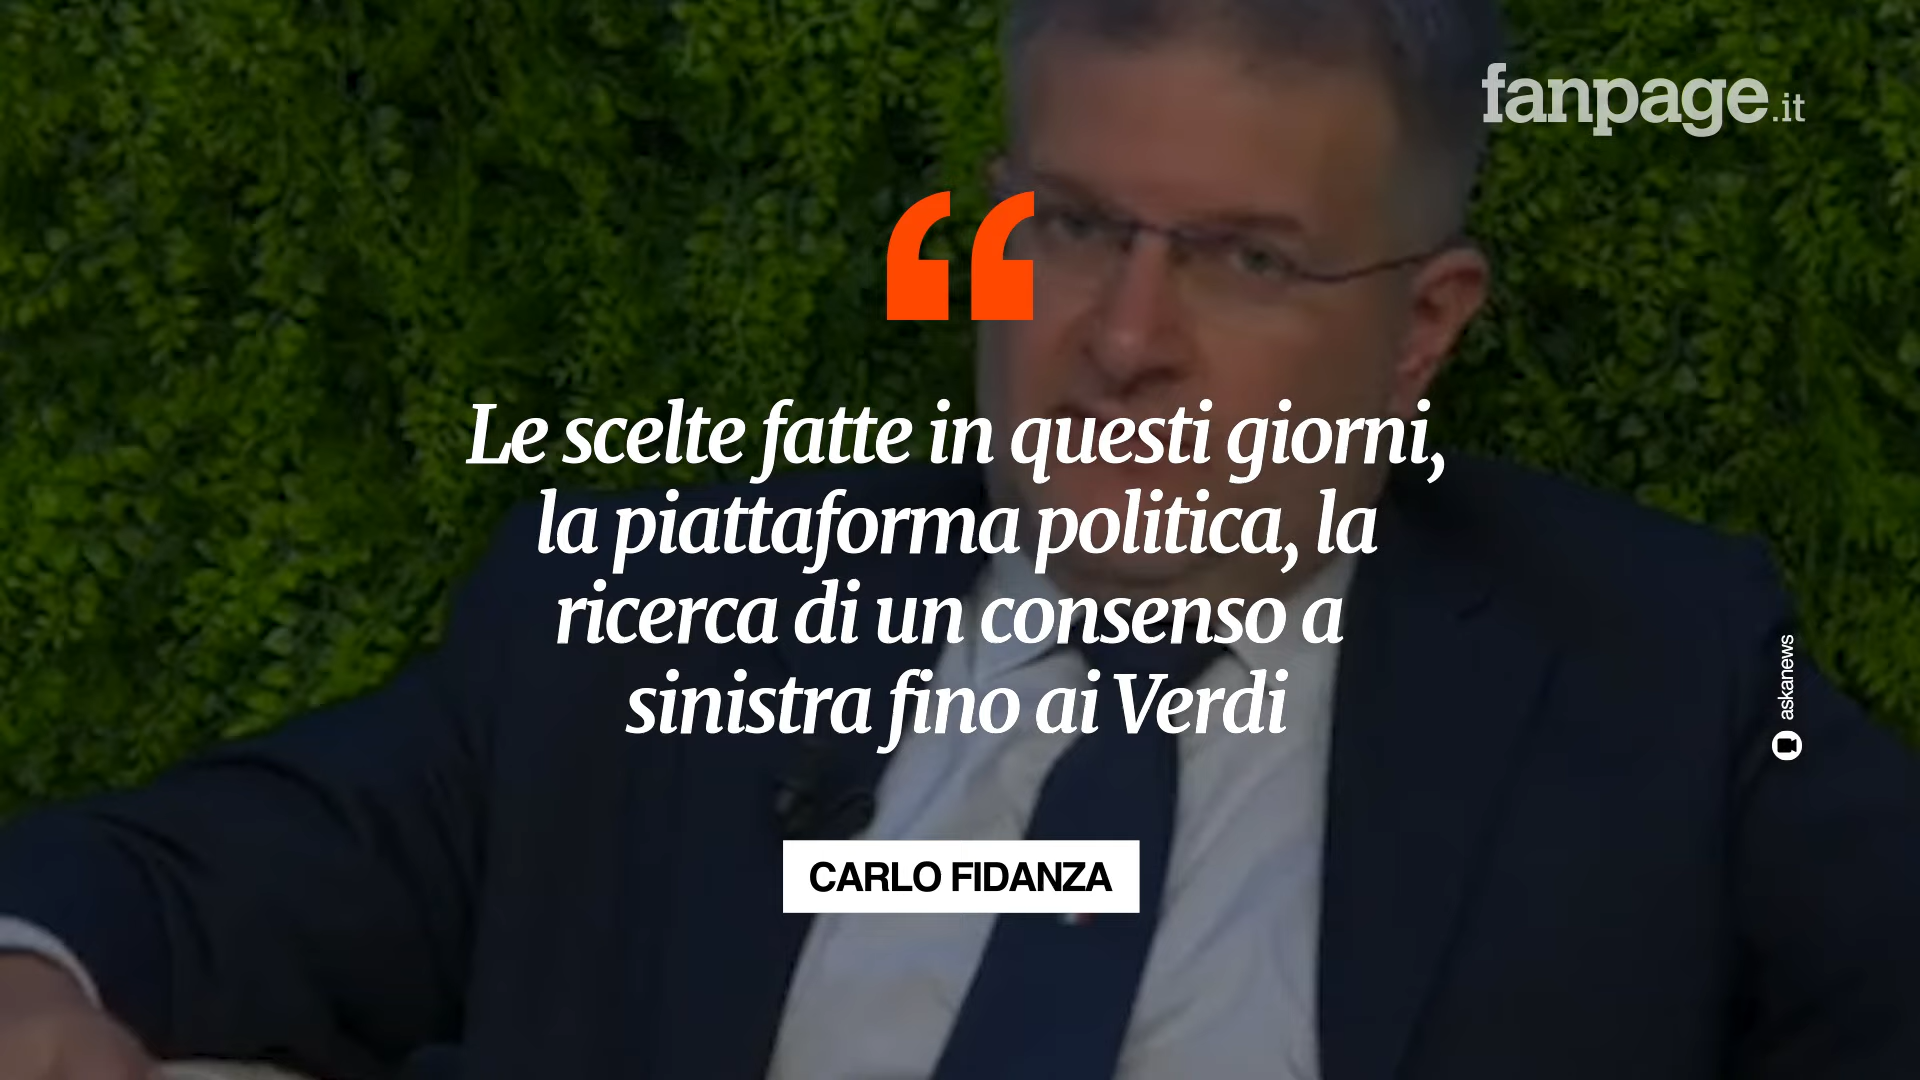 fanpage.it
“
Le scelte fatte in questi giorni,
la piattaforma politica, la
ricerca di un consenso a
sinistra fino ai Verdi
askanews
CARLO FIDANZA